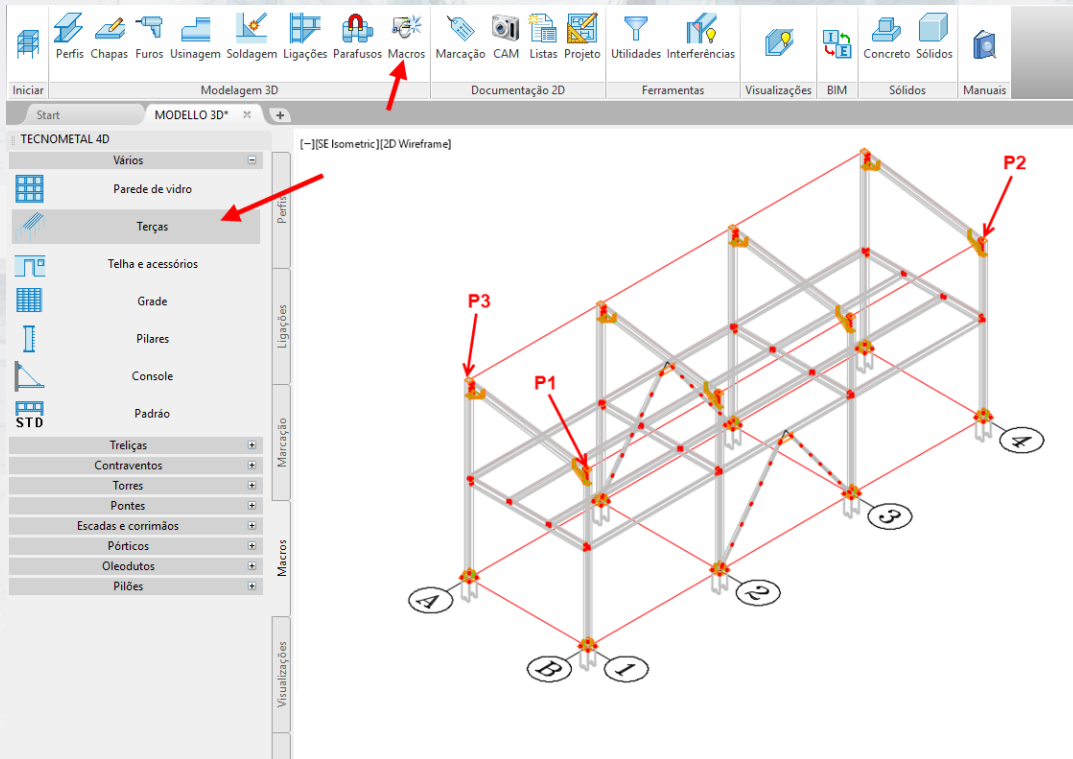 Perfis Chapas Furos Usinagem Soldagem Ligações Parafusos Macros Marcação CAM Listas Projeto Utilidades Interferências Concreto Sólidos
Iniciar Modelagem 3D Documentação 2D Ferramentas Visualizações BIM Sólidos Manuais
Start MODELLO 3D* × +
TECNOMETAL 4D
Vários
Parede de vidro
Terças
Telha e acessórios
Grade
Pilares
Console
STD Padráo
Treliças
Contraventos
Torres
Pontes
Escadas e corrimãos
Pórticos
Oleodutos
Pilões
Perfis
Ligações
Marcação
Macros
Visualizações
[−][SE Isometric][2D Wireframe]
P2
P3
P1
4
3
2
A
B 1
I E